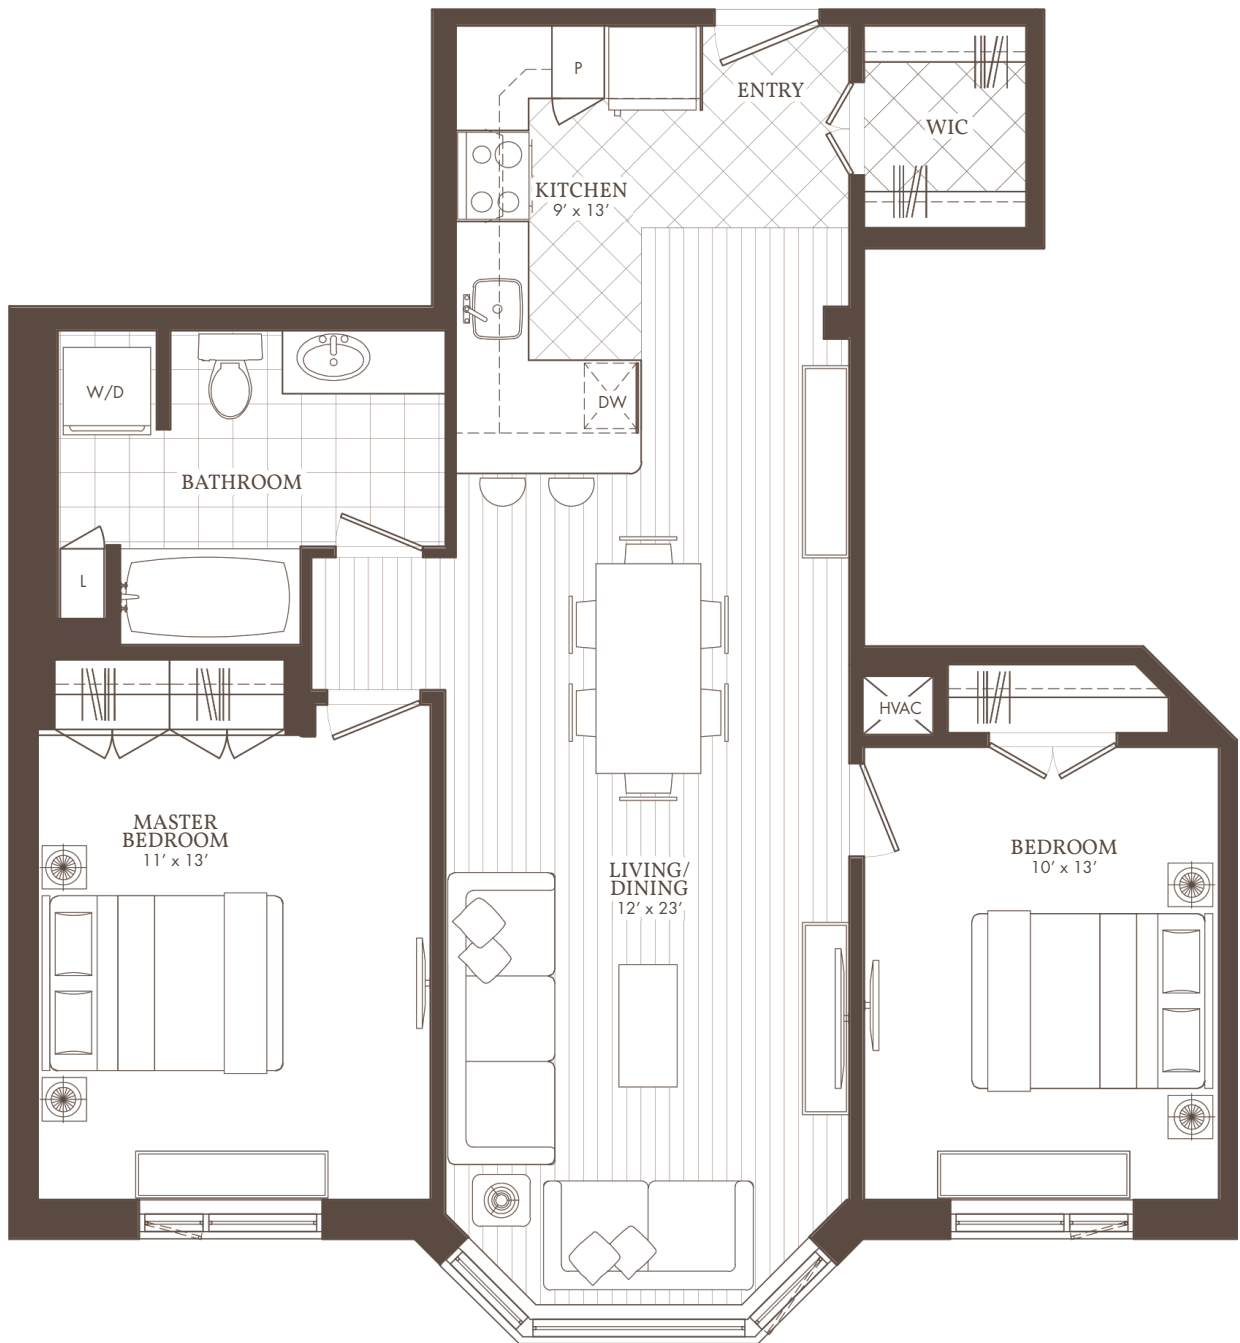 P
ENTRY
WIC
KITCHEN
9’ x 13’
W/D
DW
BATHROOM
L
HVAC
MASTER
BEDROOM
11’ x 13’
BEDROOM
10’ x 13’
LIVING/
DINING
12’ x 23’